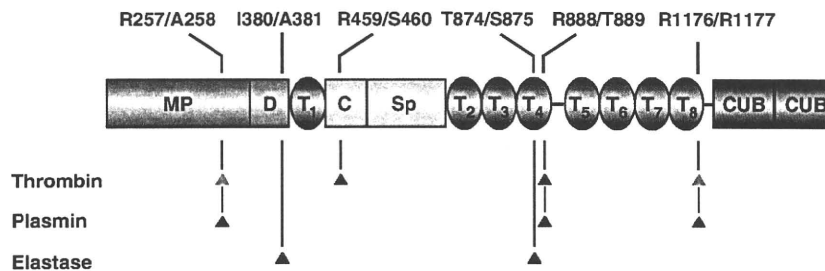 R257/A258 I380/A381 R459/S460 T874/S875 R888/T889 R1176/R1177
MP D T1 C Sp T2 T3 T4 T5 T6 T7 T8 CUB CUB
Thrombin
Plasmin
Elastase